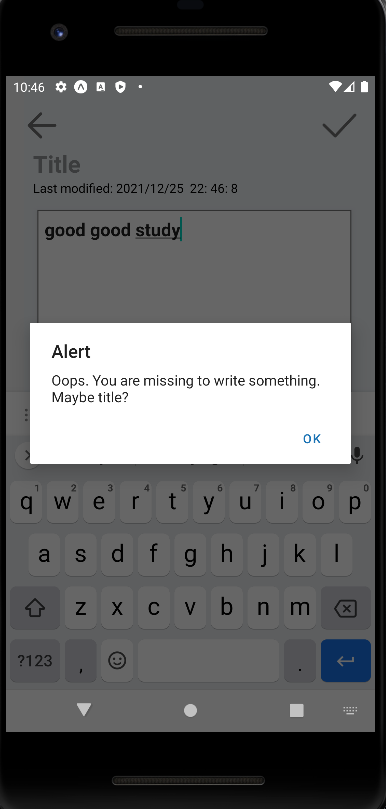 10:46
Title
Last modified: 2021/12/25 22: 46: 8
good good study
Alert
Oops. You are missing to write something.
Maybe title?
OK
1 2 3 4 5 6 7 8 9 0
q w e r t y u i o p
a s d f g h j k l
z x c v b n m
?123 , .